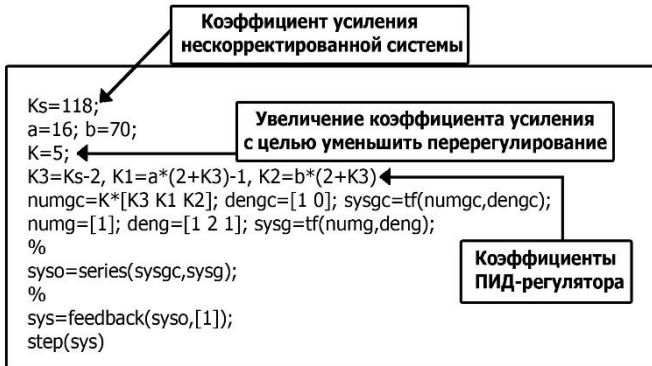 Коэффициент усиления
нескорректированной системы
Ks=118;
a=16; b=70;
Увеличение коэффициента усиления
с целью уменьшить перерегулирование
K=5;
K3=Ks-2, K1=a*(2+K3)-1, K2=b*(2+K3)
numgc=K*[K3 K1 K2]; dengc=[1 0]; sysgc=tf(numgc,dengc);
numg=[1]; deng=[1 2 1]; sysg=tf(numg,deng);
%
Коэффициенты
ПИД-регулятора
syso=series(sysgc,sysg);
%
sys=feedback(syso,[1]);
step(sys)